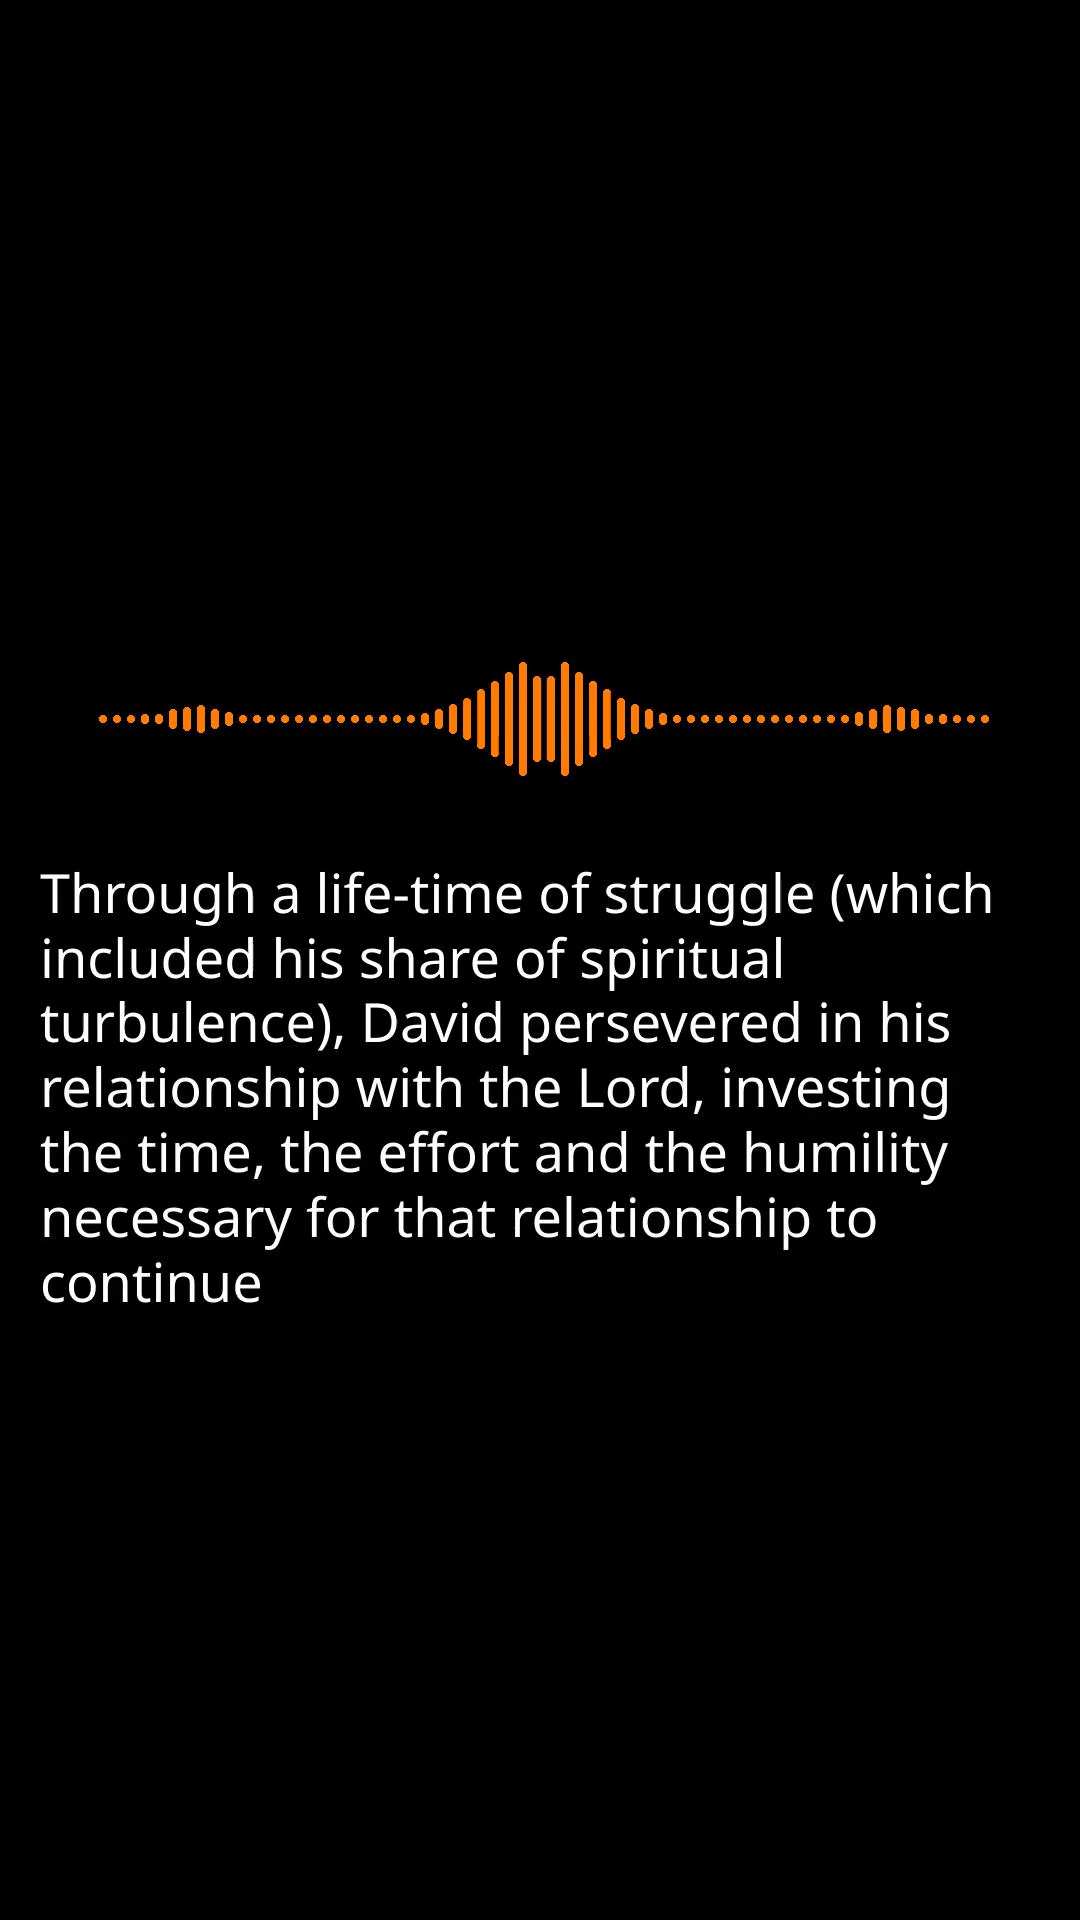 Through a life-time of struggle (which
included his share of spiritual
turbulence), David persevered in his
relationship with the Lord, investing
the time, the effort and the humility
necessary for that relationship to
continue